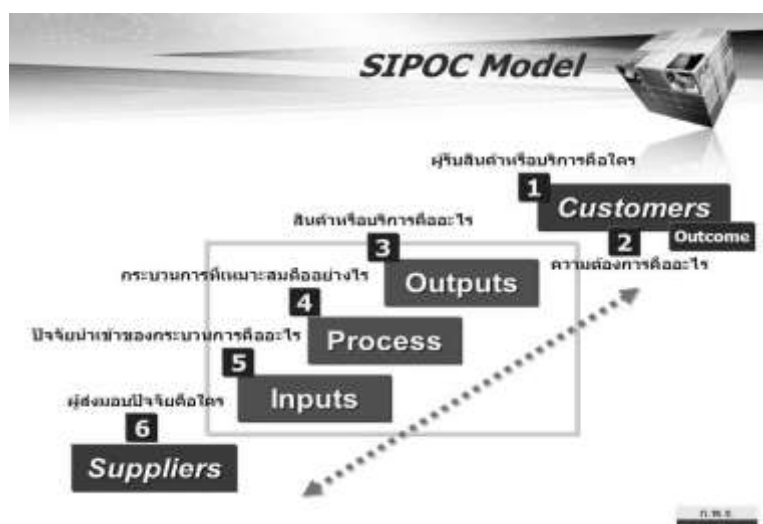 SIPOC Model
ผู้รับสินค้าหรือบริการคือใคร
1
Customers
Outcome
2
ความต้องการคืออะไร
สินค้าหรือบริการคืออะไร
3
Outputs
กระบวนการที่เหมาะสมคืออย่างไร
4
Process
ปัจจัยนำเข้าของกระบวนการคืออะไร
5
Inputs
ผู้ส่งมอบปัจจัยคือใคร
6
Suppliers